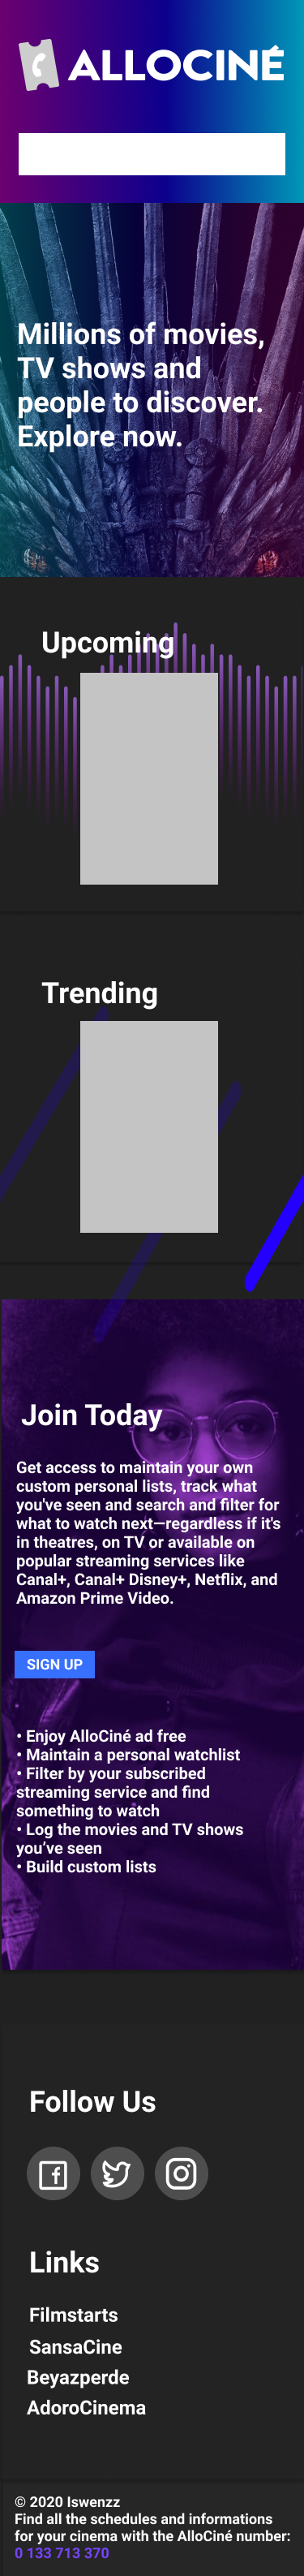 ALLOCINÉ
Millions of movies,
TV shows and
people to discover.
Explore now.
Upcoming
Trending
Join Today
Get access to maintain your own
custom personal lists, track what
you've seen and search and filter for
what to watch next—regardless if it's
in theatres, on TV or available on
popular streaming services like
Canal+, Canal+ Disney+, Netflix, and
Amazon Prime Video.
SIGN UP
• Enjoy AlloCiné ad free
• Maintain a personal watchlist
• Filter by your subscribed
streaming service and find
something to watch
• Log the movies and TV shows
you’ve seen
• Build custom lists
Follow Us
Links
Filmstarts
SansaCine
Beyazperde
AdoroCinema
© 2020 Iswenzz
Find all the schedules and informations
for your cinema with the AlloCiné number:
0 133 713 370